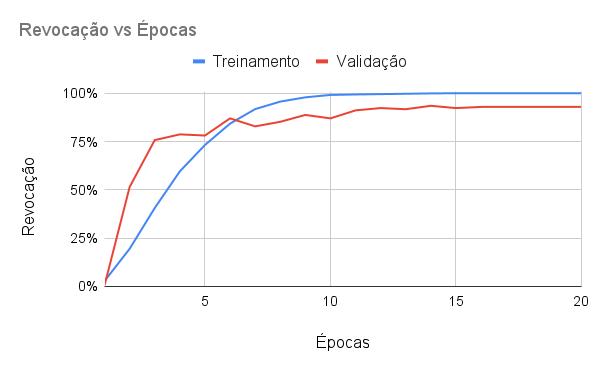 Revocação vs Épocas
Treinamento Validação
100%
75%
50%
25%
0%
Revocação
5 10 15 20
Épocas